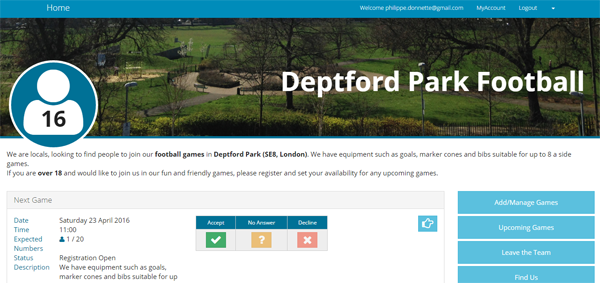 Home
Welcome philippe.donnette@gmail.com
MyAccount
Logout
Deptford Park Football
16
We are locals, looking to find people to join our football games in Deptford Park (SE8, London). We have equipment such as goals, marker cones and bibs suitable for up to 8 a side
games.
If you are over 18 and would like to join us in our fun and friendly games, please register and set your availability for any upcoming games.
Next Game
Date Saturday 23 April 2016
Time 11:00
Expected 1 / 20
Numbers
Status Registration Open
Description We have equipment such as goals,
marker cones and bibs suitable for up
Accept No Answer Decline
?
Add/Manage Games
Upcoming Games
Leave the Team
Find Us